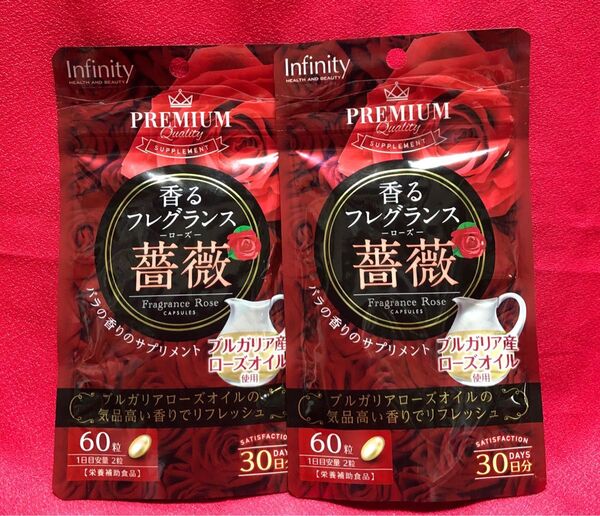 Infinity
HEALTH AND BEAUTY
PREMIUM
Quality
SUPPLEMENT
香る
フレグランス
ーローズー
薔薇
Fragrance Rose
CAPSULES
バラの香りのサプリメント
ブルガリア産
ローズオイル
使用
ブルガリアローズオイルの
気品高い香りでリフレッシュ
60粒
1日目安量 2粒
【栄養補助食品】
SATISFACTION
30 DAYS
日分
Infinity
HEALTH AND BEAUTY
PREMIUM
Quality
SUPPLEMENT
香る
フレグランス
ーローズー
薔薇
Fragrance Rose
CAPSULES
バラの香りのサプリメント
ブルガリア産
ローズオイル
使用
ブルガリアローズオイルの
気品高い香りでリフレッシュ
60粒
1日目安量 2粒
【栄養補助食品】
SATISFACTION
30 DAYS
日分